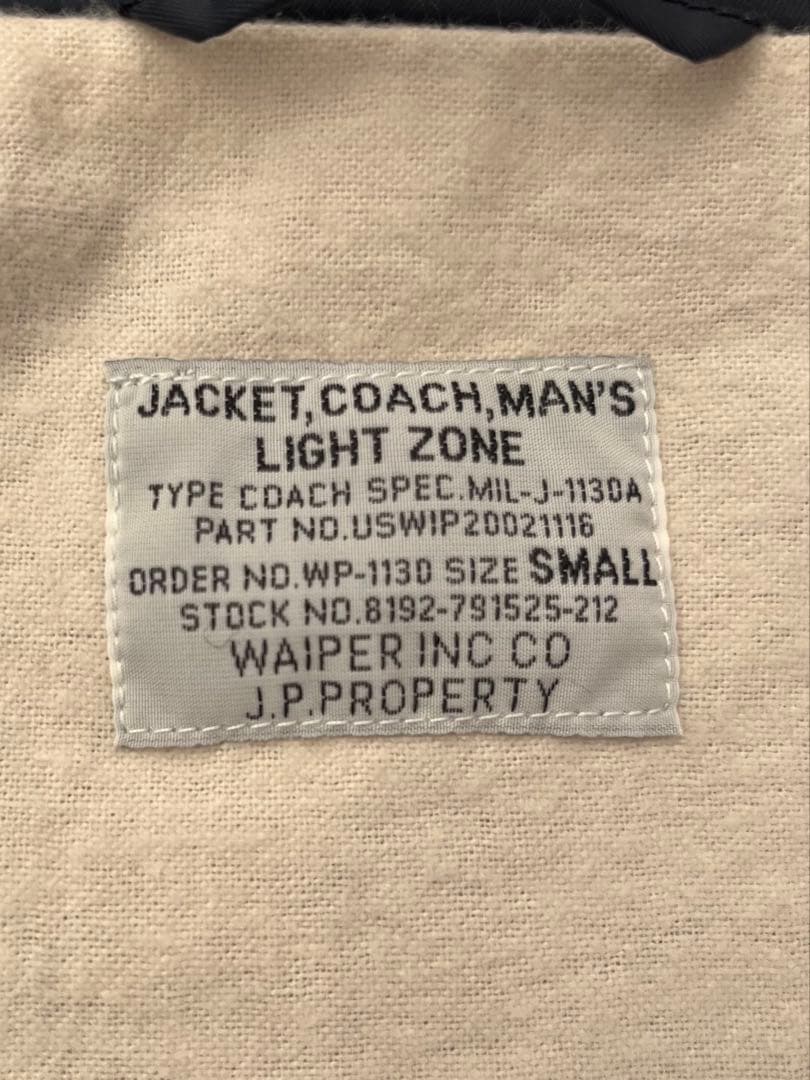 JACKET,COACH,MAN'S
LIGHT ZONE
TYPE COACH SPEC.MIL-J-1130A
PART NO.USWIP20021116
ORDER NO.WP-1130 SIZE SMALL
STOCK NO.8192-791525-212
WAIPER INC CO
J.P.PROPERTY